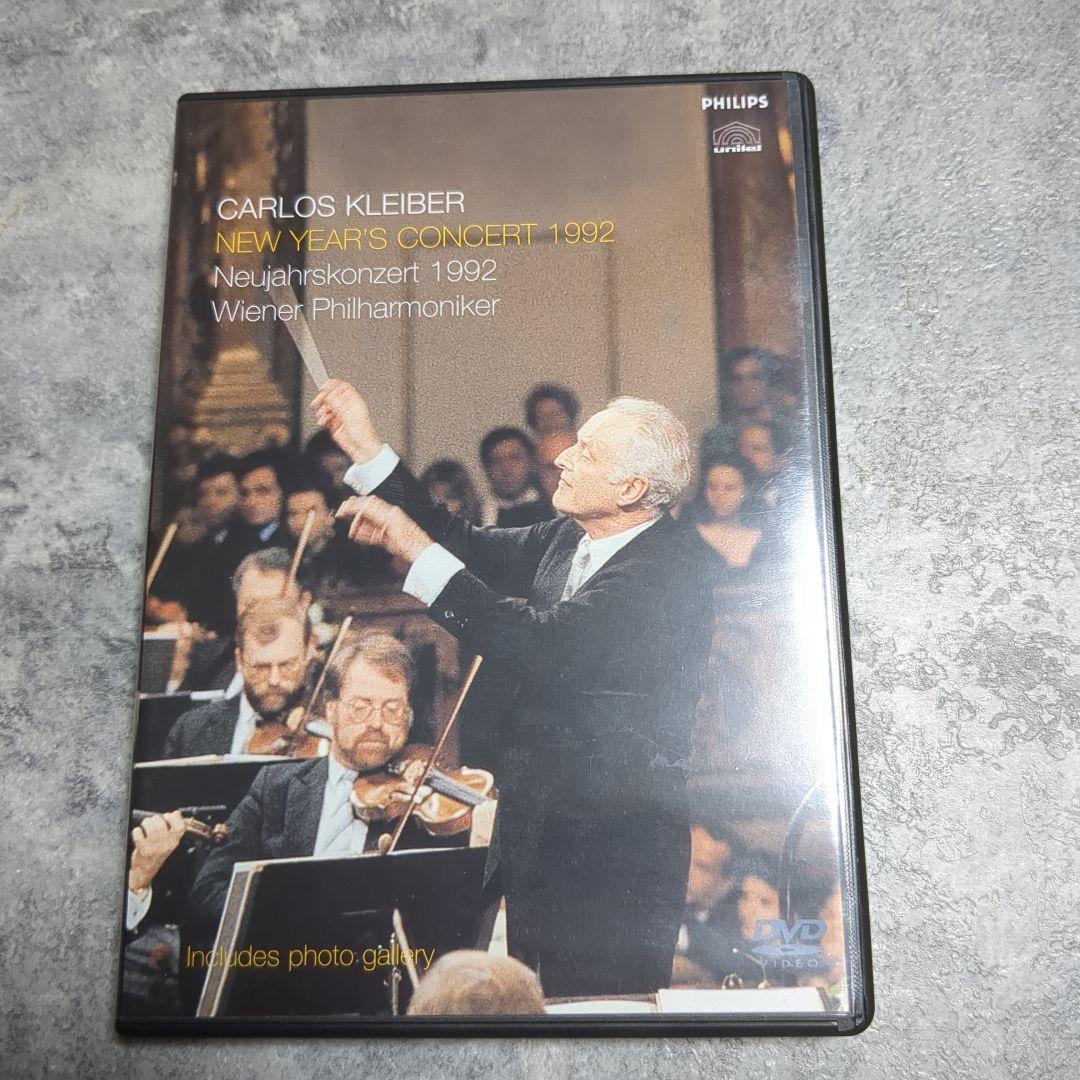 PHILIPS
unitel
CARLOS KLEIBER
NEW YEAR'S CONCERT 1992
Neujahrskonzert 1992
Wiener Philharmoniker
Includes photo gallery
DVD
VIDEO